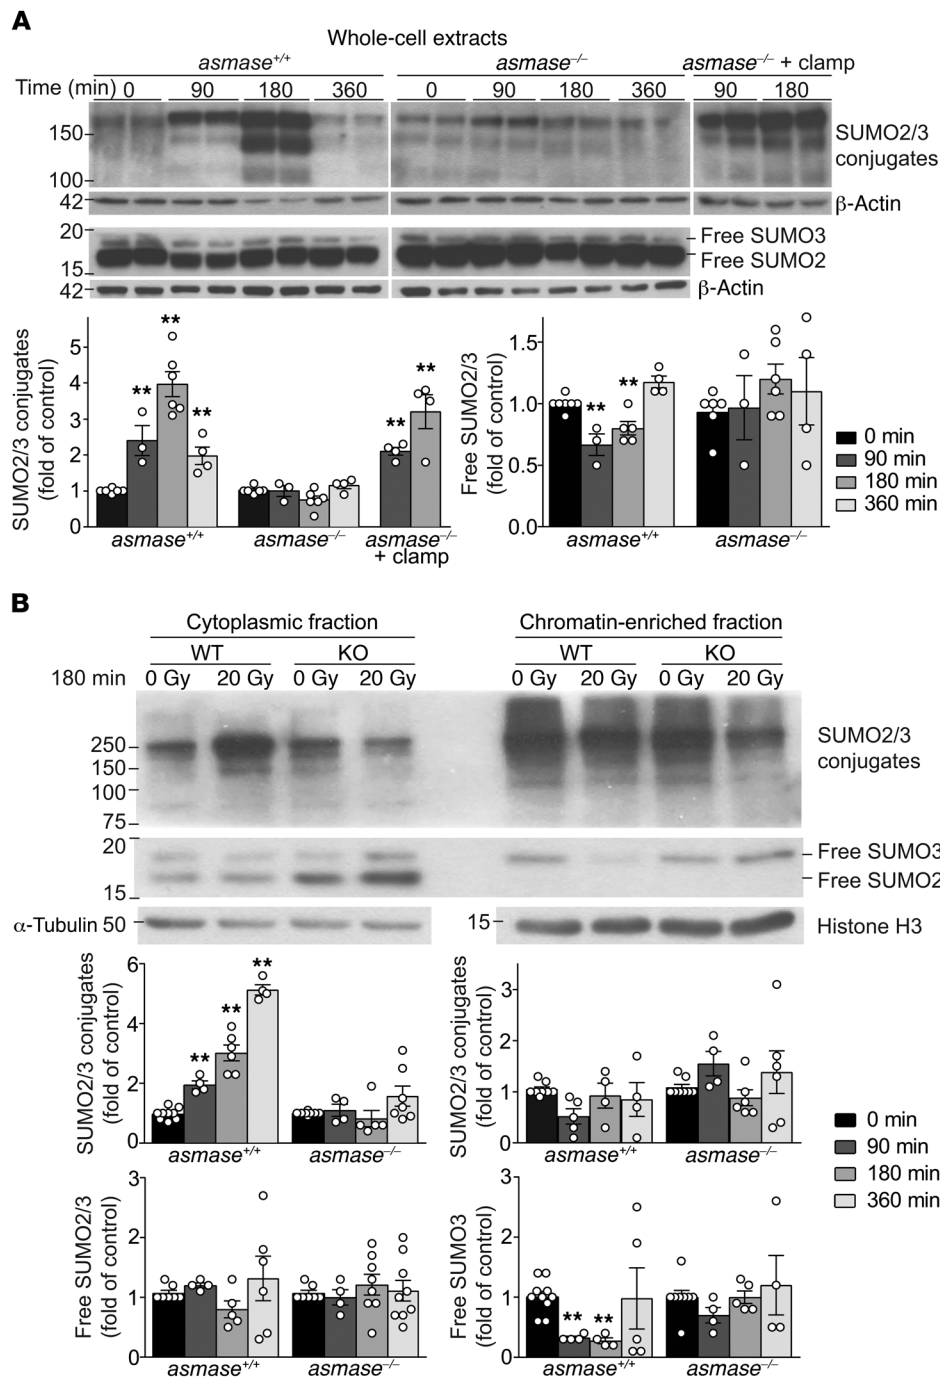 A
Whole-cell extracts
asmase+/+ asmase–/– asmase–/– + clamp
Time (min) 0 90 180 360 0 90 180 360 90 180
150
100
SUMO2/3
conjugates
42
β-Actin
20
15
Free SUMO3
Free SUMO2
42
β-Actin
SUMO2/3 conjugates
(fold of control)
5
4
3
2
1
0
**
**
**
**
**
asmase+/+ asmase–/– asmase–/–
+ clamp
Free SUMO2/3
(fold of control)
1.5
1.0
0.5
0.0
**
**
asmase+/+ asmase–/–
0 min
90 min
180 min
360 min
B
Cytoplasmic fraction Chromatin-enriched fraction
WT KO WT KO
180 min 0 Gy 20 Gy 0 Gy 20 Gy 0 Gy 20 Gy 0 Gy 20 Gy
250
150
100
75
SUMO2/3
conjugates
20
15
Free SUMO3
Free SUMO2
α-Tubulin 50
15
Histone H3
SUMO2/3 conjugates
(fold of control)
6
4
2
0
**
**
**
asmase+/+ asmase–/–
SUMO2/3 conjugates
(fold of control)
3
2
1
0
asmase+/+ asmase–/–
0 min
90 min
180 min
360 min
Free SUMO2/3
(fold of control)
3
2
1
0
asmase+/+ asmase–/–
Free SUMO3
(fold of control)
3
2
1
0
**
**
asmase+/+ asmase–/–